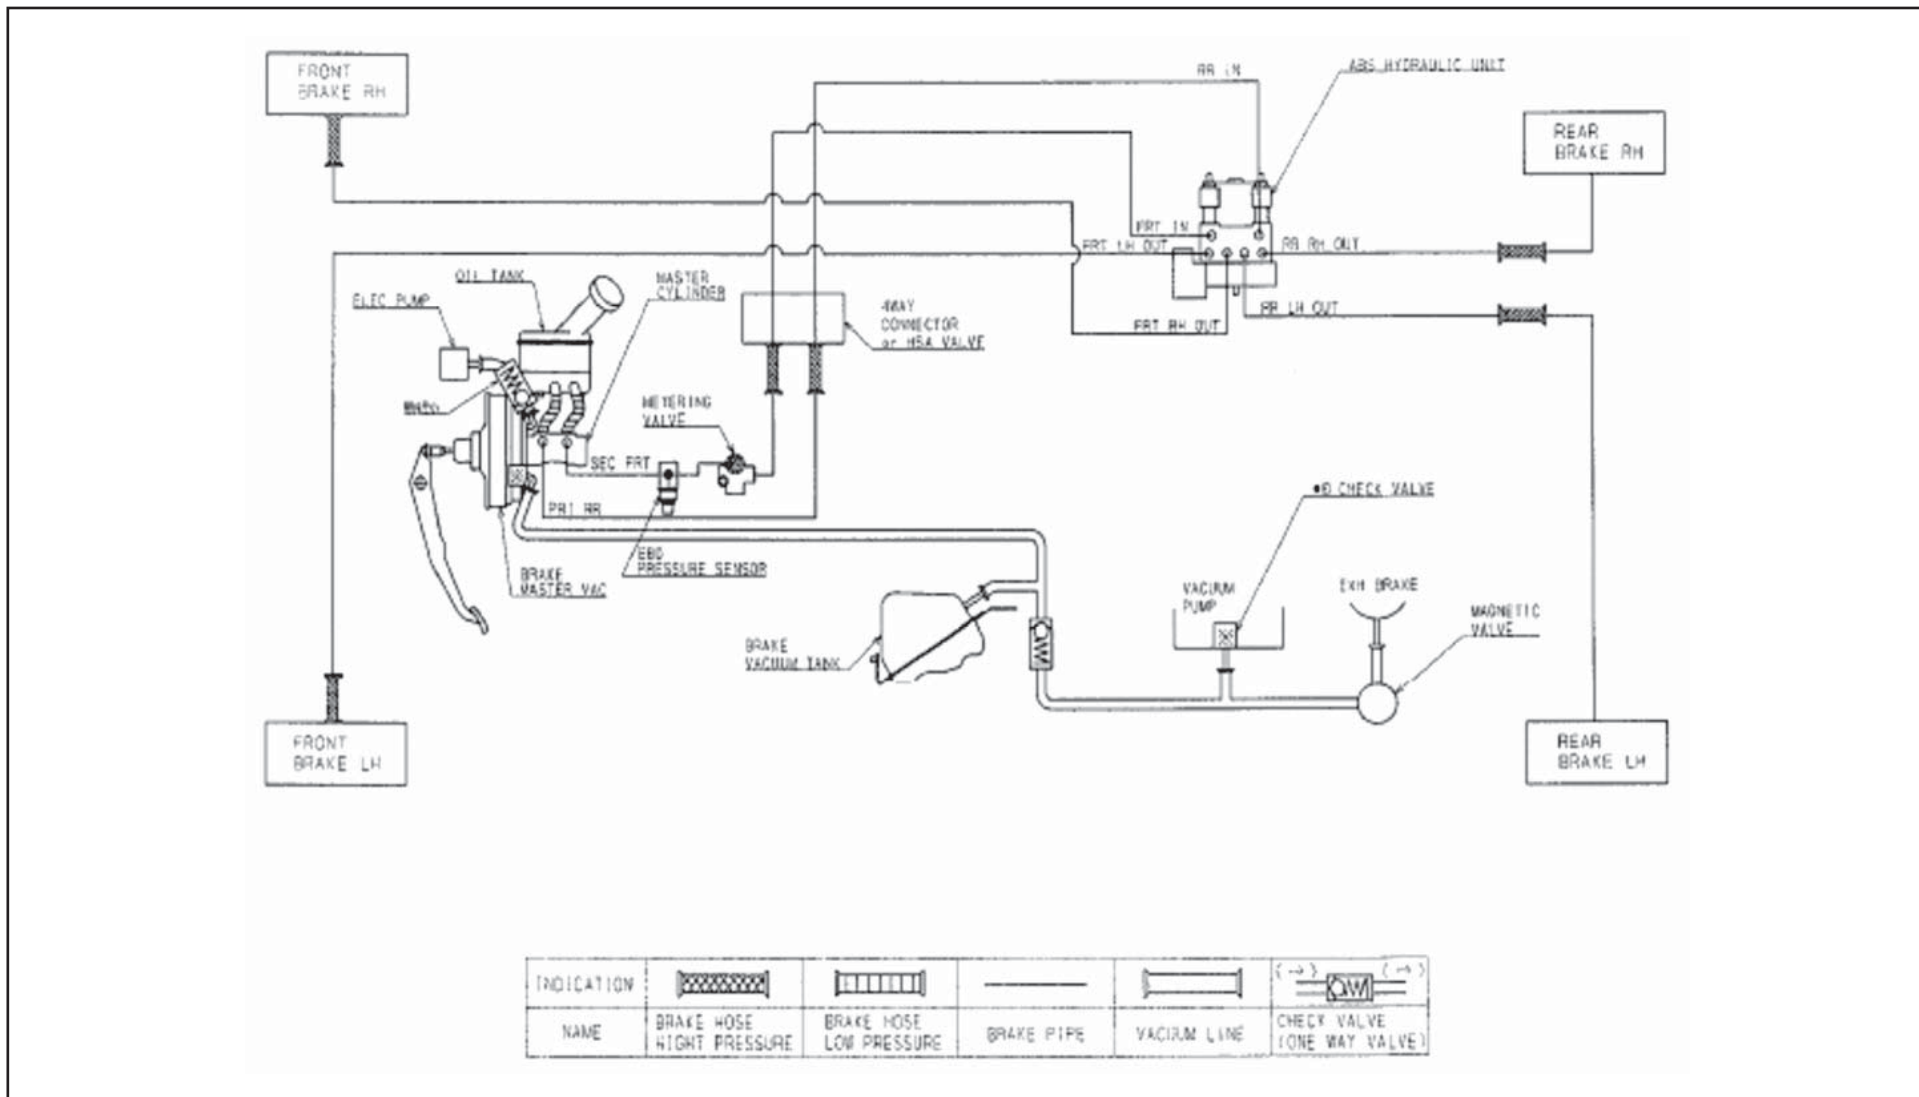 FRONT
BRAKE RH
RR IN
ABS HYDRAULIC UNIT
REAR
BRAKE RH
FRT IN
FRT LH OUT
RR RH OUT
OIL TANK
MASTER
CYLINDER
ELEC PUMP
4WAY
CONNECTOR
or HSA VALVE
FRT RH OUT
RR LH OUT
METERING
VALVE
SEC FRT
PRI RR
EBD
PRESSURE SENSOR
BRAKE
MASTER VAC
CHECK VALVE
VACUUM
PUMP
EXH BRAKE
MAGNETIC
VALVE
BRAKE
VACUUM TANK
FRONT
BRAKE LH
REAR
BRAKE LH
INDICATION
NAME
BRAKE HOSE
HIGHT PRESSURE
BRAKE HOSE
LOW PRESSURE
BRAKE PIPE
VACUUM LINE
CHECK VALVE
(ONE WAY VALVE)